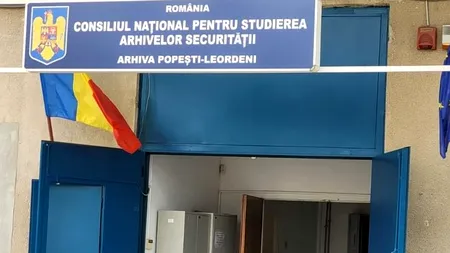 ROMÂNIA
CONSILIUL NAȚIONAL PENTRU STUDIEREA
ARHIVELOR SECURITĂȚII
ARHIVA POPEȘTI-LEORDENI